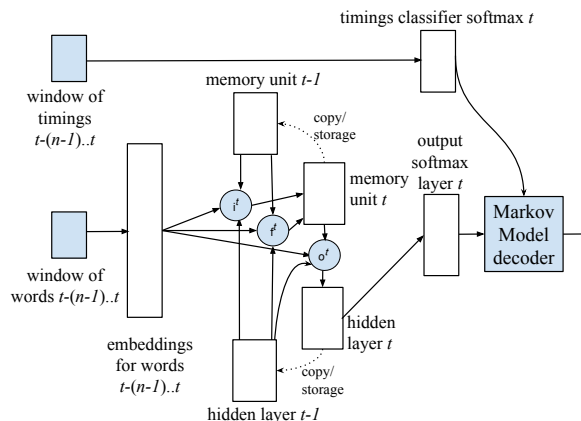 timings classifier softmax t
memory unit t-1
window of
timings
t-(n-1)..t
copy/
storage
output
softmax
layer t
memory
unit t
i^t
f^t
o^t
Markov
Model
decoder
window of
words t-(n-1)..t
hidden
layer t
embeddings
for words
t-(n-1)..t
copy/
storage
hidden layer t-1